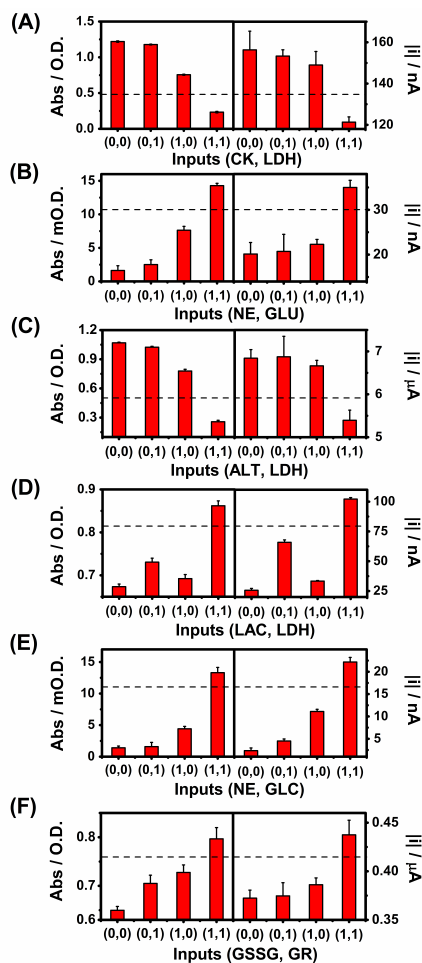 (A)
Abs / O.D.
1.5
1.0
0.5
0.0
160
140
120
|i| / nA
(0,0) (0,1) (1,0) (1,1) (0,0) (0,1) (1,0) (1,1)
Inputs (CK, LDH)
(B)
Abs / mO.D.
15
10
5
0
30
20
|i| / nA
(0,0) (0,1) (1,0) (1,1) (0,0) (0,1) (1,0) (1,1)
Inputs (NE, GLU)
(C)
Abs / O.D.
1.2
0.9
0.6
0.3
7
6
5
|i| / μA
(0,0) (0,1) (1,0) (1,1) (0,0) (0,1) (1,0) (1,1)
Inputs (ALT, LDH)
(D)
Abs / O.D.
0.9
0.8
0.7
100
75
50
25
|i| / nA
(0,0) (0,1) (1,0) (1,1) (0,0) (0,1) (1,0) (1,1)
Inputs (LAC, LDH)
(E)
Abs / mO.D.
15
10
5
0
20
15
10
5
|i| / nA
(0,0) (0,1) (1,0) (1,1) (0,0) (0,1) (1,0) (1,1)
Inputs (NE, GLC)
(F)
Abs / O.D.
0.8
0.7
0.6
0.45
0.40
0.35
|i| / μA
(0,0) (0,1) (1,0) (1,1) (0,0) (0,1) (1,0) (1,1)
Inputs (GSSG, GR)